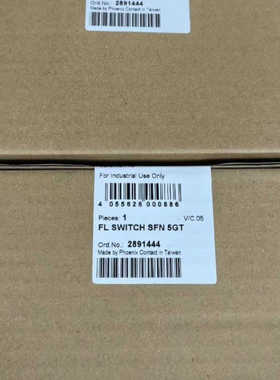 Ord.No.: 2891444
Made by Phoenix Contact in Taiwan
For Industrial Use Only
4 055626 000886
Pieces: 1 V/C.05
FL SWITCH SFN 5GT
Ord.No.: 2891444
Made by Phoenix Contact in Taiwan